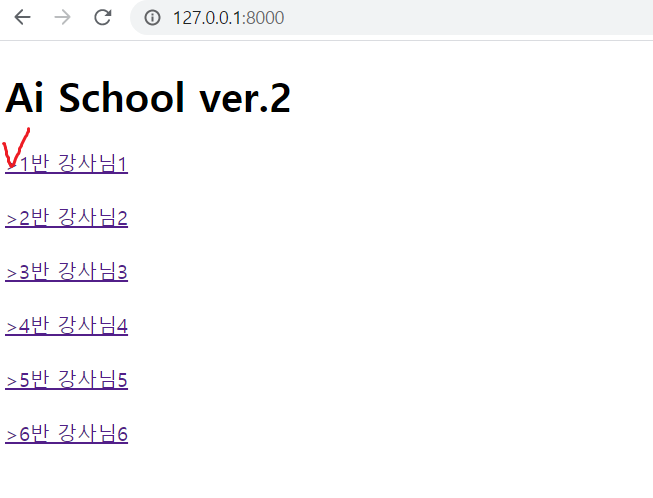 127.0.0.1:8000
Ai School ver.2
>1반 강사님1
>2반 강사님2
>3반 강사님3
>4반 강사님4
>5반 강사님5
>6반 강사님6